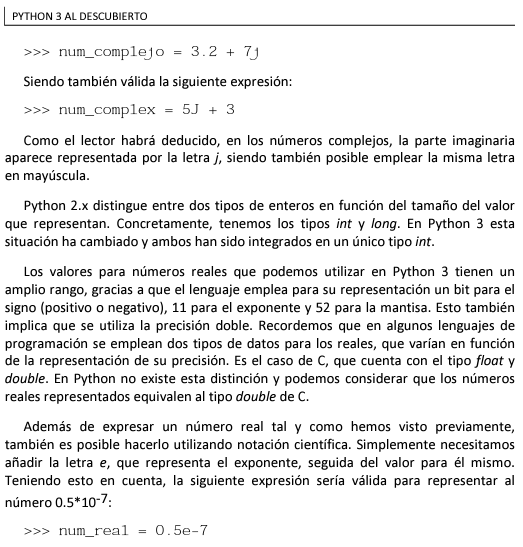 PYTHON 3 AL DESCUBIERTO
>>> num_complejo = 3.2 + 7j
Siendo también válida la siguiente expresión:
>>> num_complex = 5J + 3
Como el lector habrá deducido, en los números complejos, la parte imaginaria
aparece representada por la letra j, siendo también posible emplear la misma letra
en mayúscula.
Python 2.x distingue entre dos tipos de enteros en función del tamaño del valor
que representan. Concretamente, tenemos los tipos int y long. En Python 3 esta
situación ha cambiado y ambos han sido integrados en un único tipo int.
Los valores para números reales que podemos utilizar en Python 3 tienen un
amplio rango, gracias a que el lenguaje emplea para su representación un bit para el
signo (positivo o negativo), 11 para el exponente y 52 para la mantisa. Esto también
implica que se utiliza la precisión doble. Recordemos que en algunos lenguajes de
programación se emplean dos tipos de datos para los reales, que varían en función
de la representación de su precisión. Es el caso de C, que cuenta con el tipo float y
double. En Python no existe esta distinción y podemos considerar que los números
reales representados equivalen al tipo double de C.
Además de expresar un número real tal y como hemos visto previamente,
también es posible hacerlo utilizando notación científica. Simplemente necesitamos
añadir la letra e, que representa el exponente, seguida del valor para él mismo.
Teniendo esto en cuenta, la siguiente expresión sería válida para representar al
número 0.5*10-7:
>>> num_real = 0.5e-7